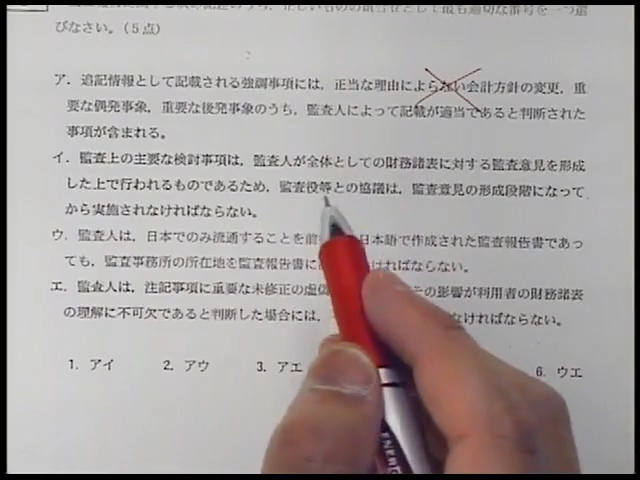 びなさい。(5点)
ア．追記情報として記載される強調事項には，正当な理由によらない会計方針の変更，重
要な偶発事象，重要な後発事象のうち，監査人によって記載が適当であると判断された
事項が含まれる。
イ．監査上の主要な検討事項は，監査人が全体としての財務諸表に対する監査意見を形成
した上で行われるものであるため，監査役等との協議は，監査意見の形成段階になって
から実施されなければならない。
ウ．監査人は，日本でのみ流通することを前 日本語で作成された監査報告書であっ
ても，監査事務所の所在地を監査報告書に ければならない。
エ．監査人は，注記事項に重要な未修正の虚偽 その影響が利用者の財務諸表
の理解に不可欠であると判断した場合には， なければならない。
1．アイ 2．アウ 3．アエ 6．ウエ
ENERG